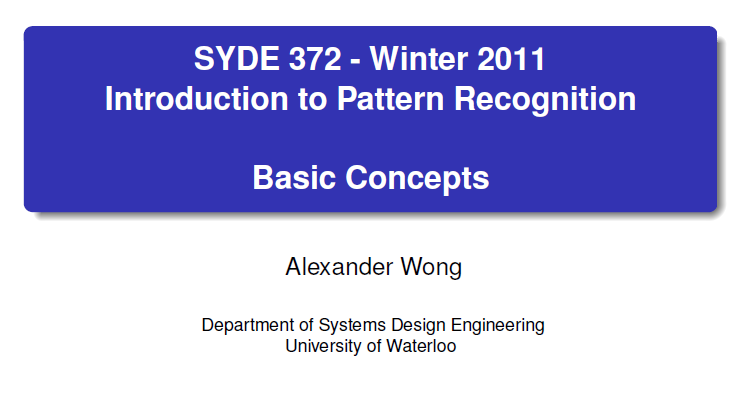 SYDE 372 - Winter 2011
Introduction to Pattern Recognition
Basic Concepts
Alexander Wong
Department of Systems Design Engineering
University of Waterloo